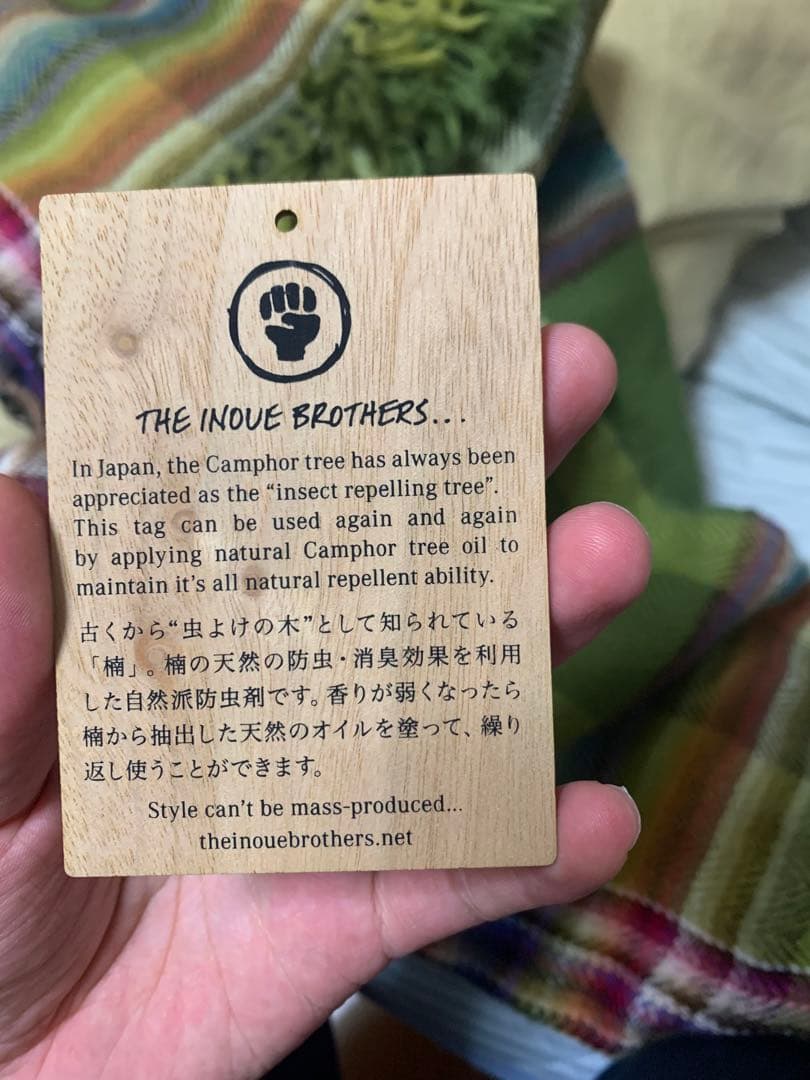 THE INOUE BROTHERS...
In Japan, the Camphor tree has always been
appreciated as the “insect repelling tree”.
This tag can be used again and again
by applying natural Camphor tree oil to
maintain it’s all natural repellent ability.
古くから“虫よけの木”として知られている
「楠」。楠の天然の防虫・消臭効果を利用
した自然派防虫剤です。香りが弱くなったら
楠から抽出した天然のオイルを塗って、繰り
返し使うことができます。
Style can’t be mass-produced...
theinouebrothers.net